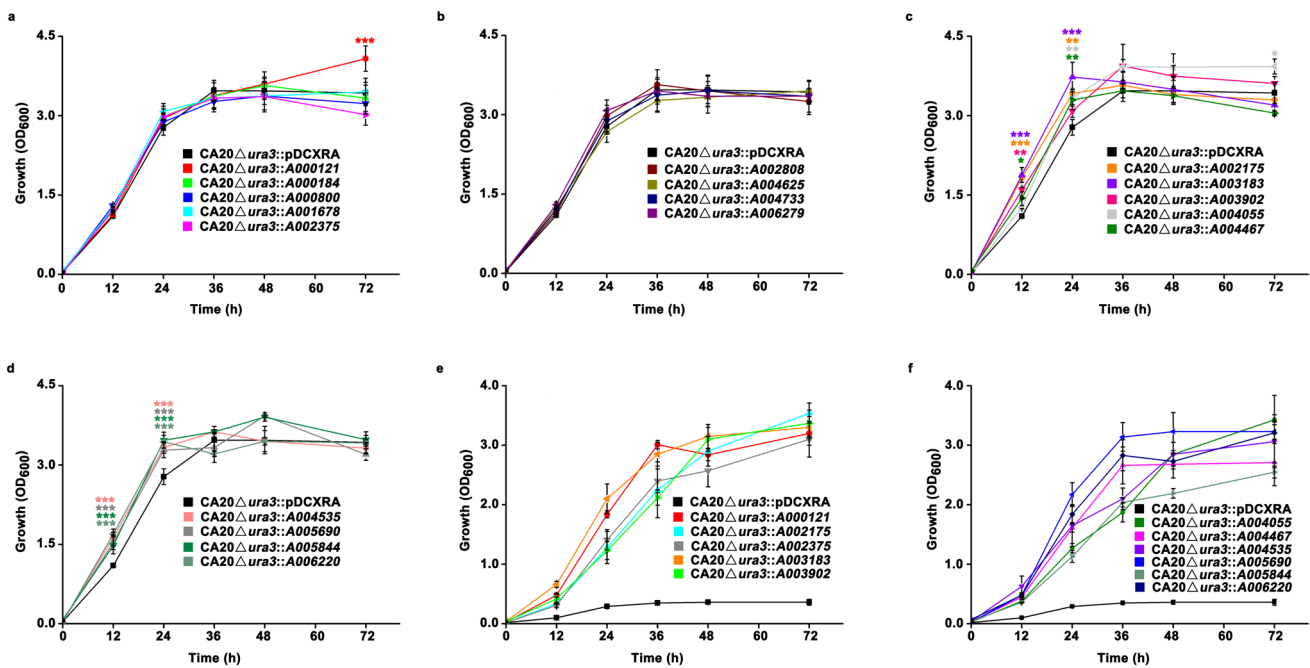 a
Growth (OD600)
4.5
3.0
1.5
0.0
***
CA20△ura3::pDCXRA
CA20△ura3::A000121
CA20△ura3::A000184
CA20△ura3::A000800
CA20△ura3::A001678
CA20△ura3::A002375
0 12 24 36 48 60 72
Time (h)
b
Growth (OD600)
4.5
3.0
1.5
0.0
CA20△ura3::pDCXRA
CA20△ura3::A002808
CA20△ura3::A004625
CA20△ura3::A004733
CA20△ura3::A006279
0 12 24 36 48 60 72
Time (h)
c
Growth (OD600)
4.5
3.0
1.5
0.0
***
***
**
*
***
**
**
**
*
CA20△ura3::pDCXRA
CA20△ura3::A002175
CA20△ura3::A003183
CA20△ura3::A003902
CA20△ura3::A004055
CA20△ura3::A004467
0 12 24 36 48 60 72
Time (h)
d
Growth (OD600)
4.5
3.0
1.5
0.0
***
***
***
***
***
***
***
***
CA20△ura3::pDCXRA
CA20△ura3::A004535
CA20△ura3::A005690
CA20△ura3::A005844
CA20△ura3::A006220
0 12 24 36 48 60 72
Time (h)
e
Growth (OD600)
4.0
3.0
2.0
1.0
0.0
CA20△ura3::pDCXRA
CA20△ura3::A000121
CA20△ura3::A002175
CA20△ura3::A002375
CA20△ura3::A003183
CA20△ura3::A003902
0 12 24 36 48 60 72
Time (h)
f
Growth (OD600)
4.0
3.0
2.0
1.0
0.0
CA20△ura3::pDCXRA
CA20△ura3::A004055
CA20△ura3::A004467
CA20△ura3::A004535
CA20△ura3::A005690
CA20△ura3::A005844
CA20△ura3::A006220
0 12 24 36 48 60 72
Time (h)